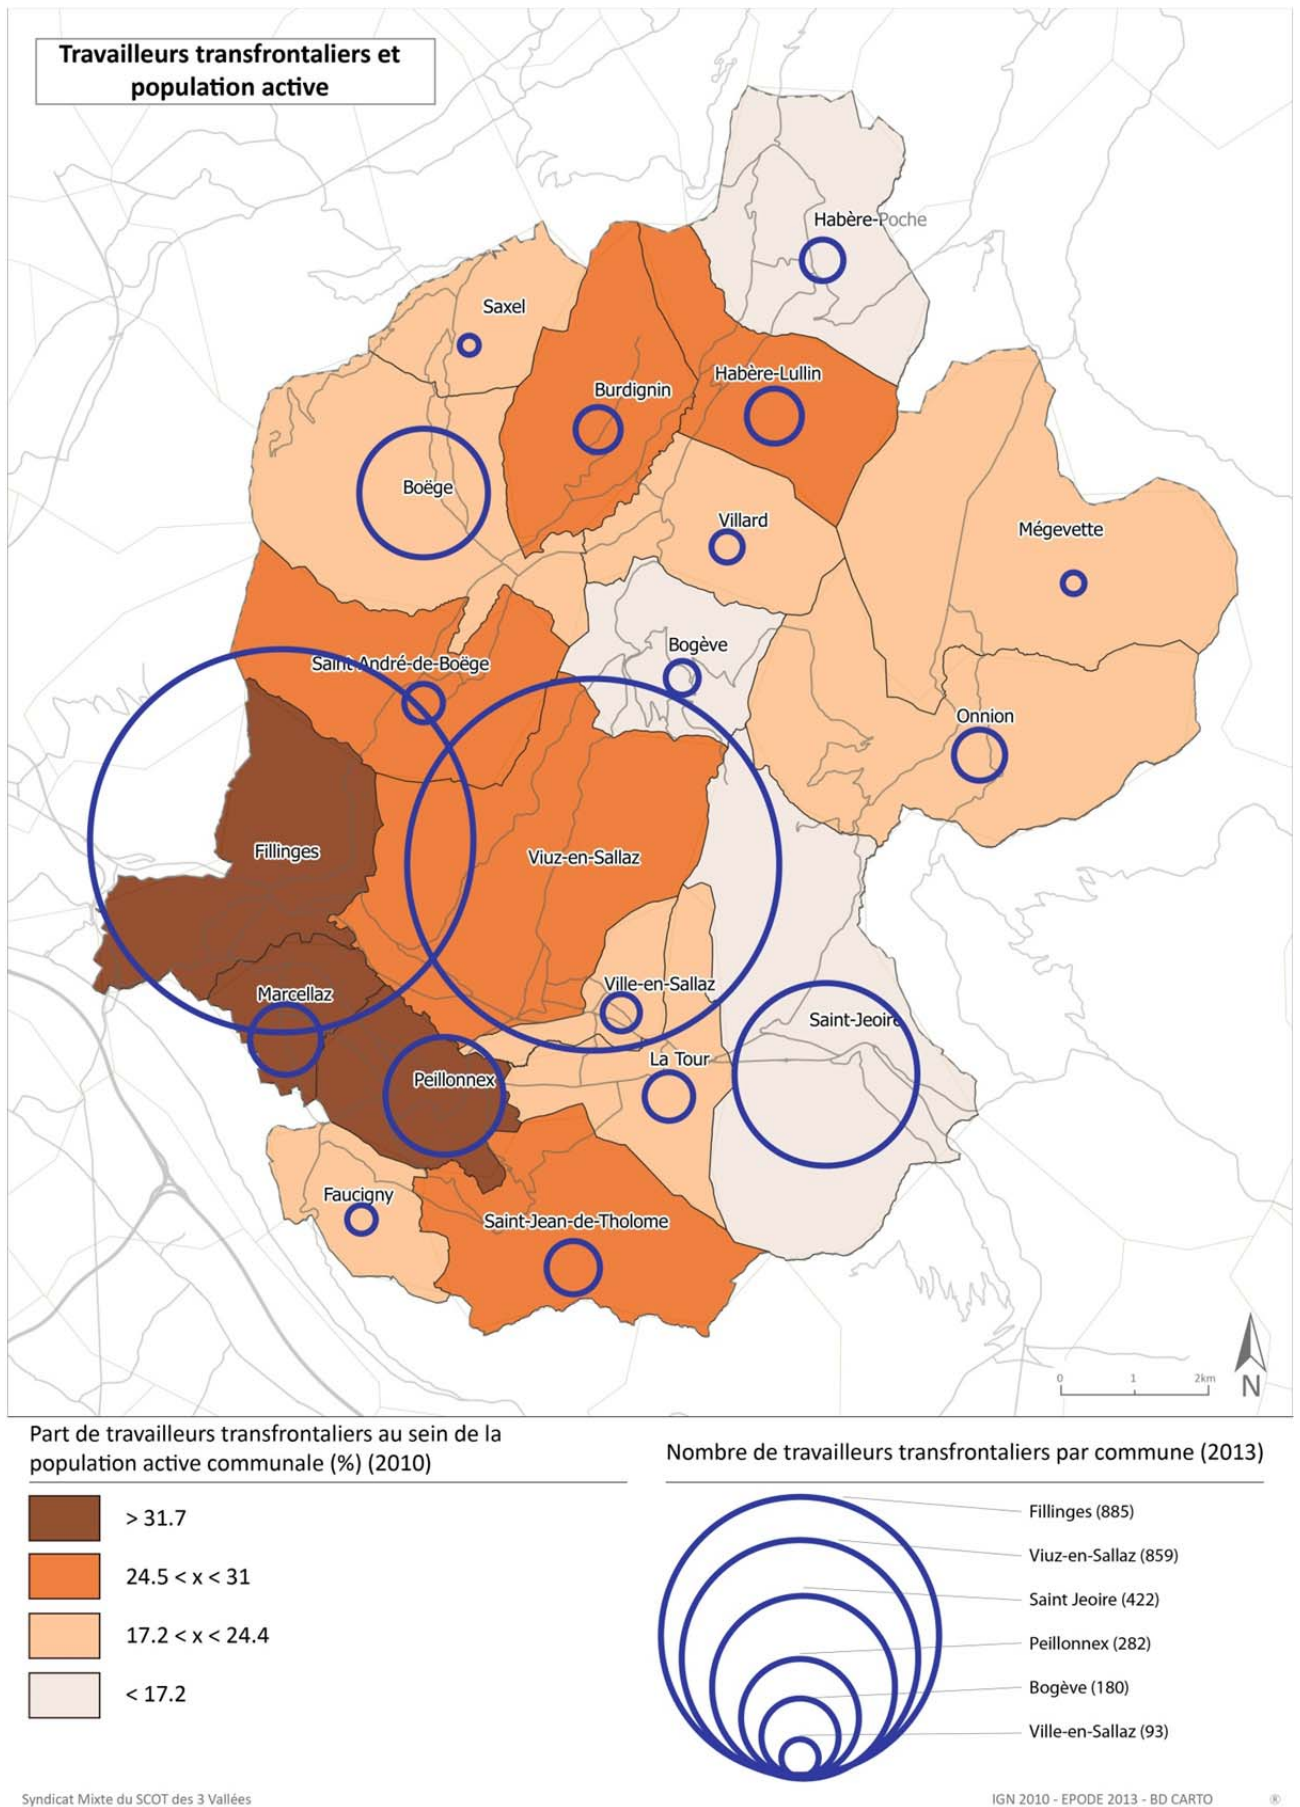 Travailleurs transfrontaliers et
population active
Habère-Poche
Saxel
Burdignin
Habère-Lullin
Boëge
Villard
Mégevette
Bogève
Saint-André-de-Boëge
Onnion
Fillinges
Viuz-en-Sallaz
Marcellaz
Ville-en-Sallaz
Saint-Jeoire
La Tour
Peillonnex
Faucigny
Saint-Jean-de-Tholome
0 1 2km
N
Part de travailleurs transfrontaliers au sein de la
population active communale (%) (2010)
> 31.7
24.5 < x < 31
17.2 < x < 24.4
< 17.2
Nombre de travailleurs transfrontaliers par commune (2013)
Fillinges (885)
Viuz-en-Sallaz (859)
Saint Jeoire (422)
Peillonnex (282)
Bogève (180)
Ville-en-Sallaz (93)
Syndicat Mixte du SCOT des 3 Vallées
IGN 2010 - EPODE 2013 - BD CARTO ®